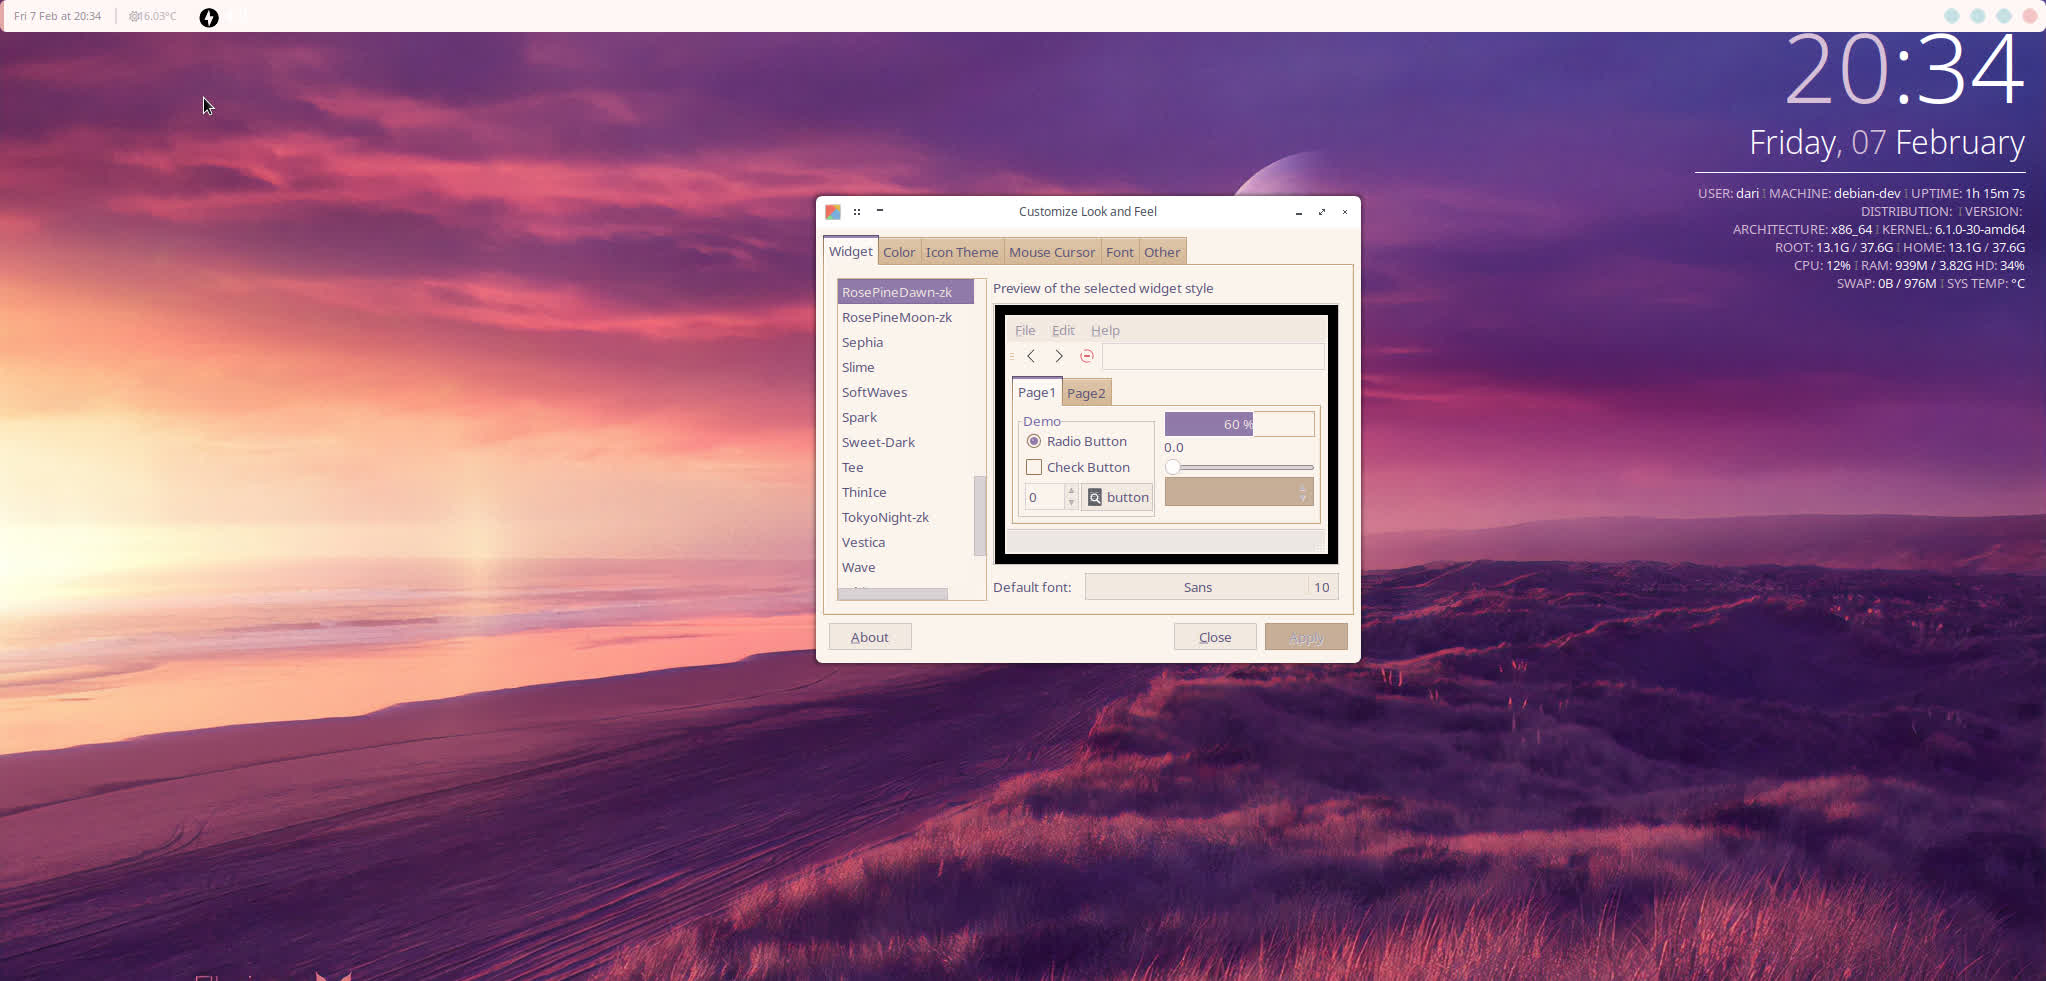 Fri 7 Feb at 20:34
16.03°C
20:34
Friday, 07 February
USER: dari | MACHINE: debian-dev | UPTIME: 1h 15m 7s
DISTRIBUTION: | VERSION:
ARCHITECTURE: x86_64 | KERNEL: 6.1.0-30-amd64
ROOT: 13.1G / 37.6G | HOME: 13.1G / 37.6G
CPU: 12% | RAM: 939M / 3.82G HD: 34%
SWAP: 0B / 976M | SYS TEMP: °C
Customize Look and Feel
Widget Color Icon Theme Mouse Cursor Font Other
RosePineDawn-zk
RosePineMoon-zk
Sephia
Slime
SoftWaves
Spark
Sweet-Dark
Tee
ThinIce
TokyoNight-zk
Vestica
Wave
Preview of the selected widget style
File Edit Help
Page1 Page2
Demo
Radio Button
Check Button
0 button
60 %
0.0
Default font: Sans 10
About Close Apply